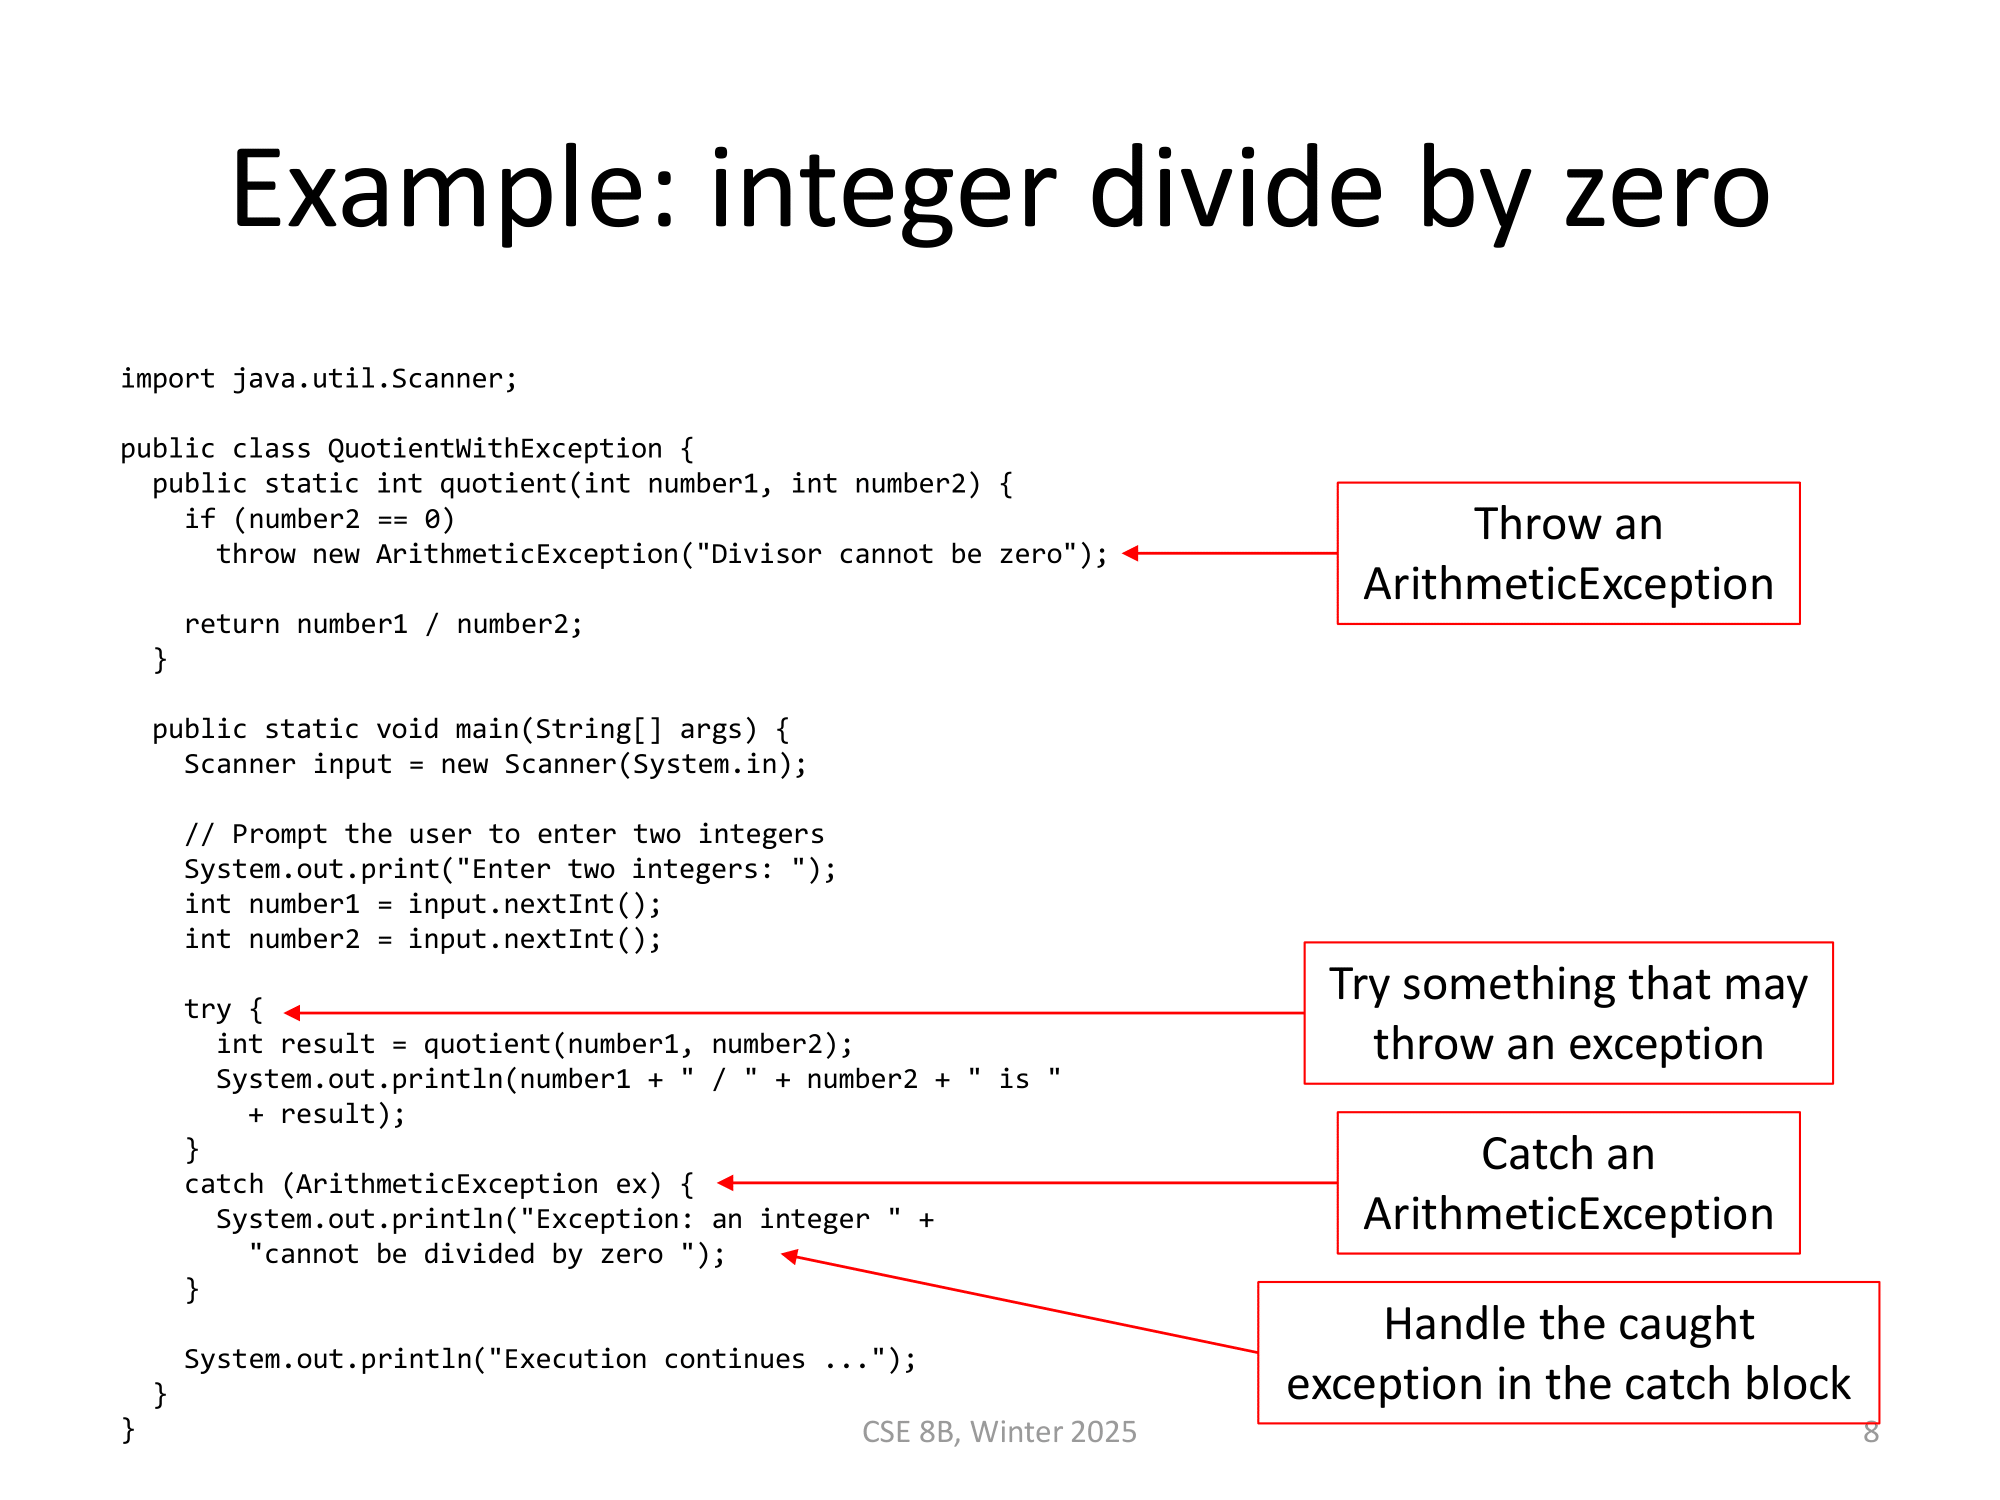 Example: integer divide by zero
import java.util.Scanner;
public class QuotientWithException {
  public static int quotient(int number1, int number2) {
    if (number2 == 0)
      throw new ArithmeticException("Divisor cannot be zero");
    return number1 / number2;
  }
  public static void main(String[] args) {
    Scanner input = new Scanner(System.in);
    // Prompt the user to enter two integers
    System.out.print("Enter two integers: ");
    int number1 = input.nextInt();
    int number2 = input.nextInt();
    try {
      int result = quotient(number1, number2);
      System.out.println(number1 + " / " + number2 + " is "
        + result);
    }
    catch (ArithmeticException ex) {
      System.out.println("Exception: an integer " +
        "cannot be divided by zero ");
    }
    System.out.println("Execution continues ...");
  }
}
Throw an
ArithmeticException
Try something that may
throw an exception
Catch an
ArithmeticException
Handle the caught
exception in the catch block
CSE 8B, Winter 2025
8